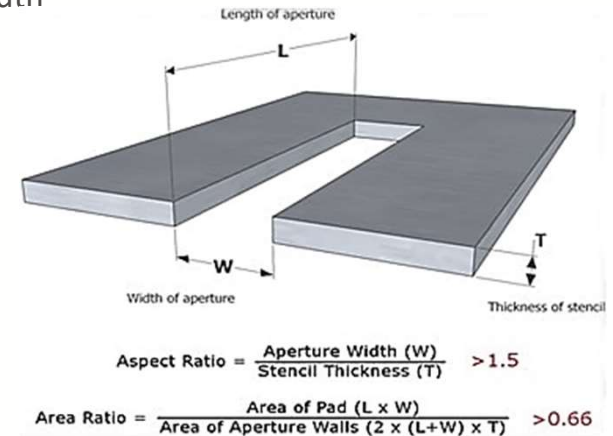 Length of aperture
L
W
T
Width of aperture
Thickness of stencil
Aspect Ratio = Aperture Width (W) / Stencil Thickness (T) >1.5
Area Ratio = Area of Pad (L x W) / Area of Aperture Walls (2 x (L+W) x T) >0.66